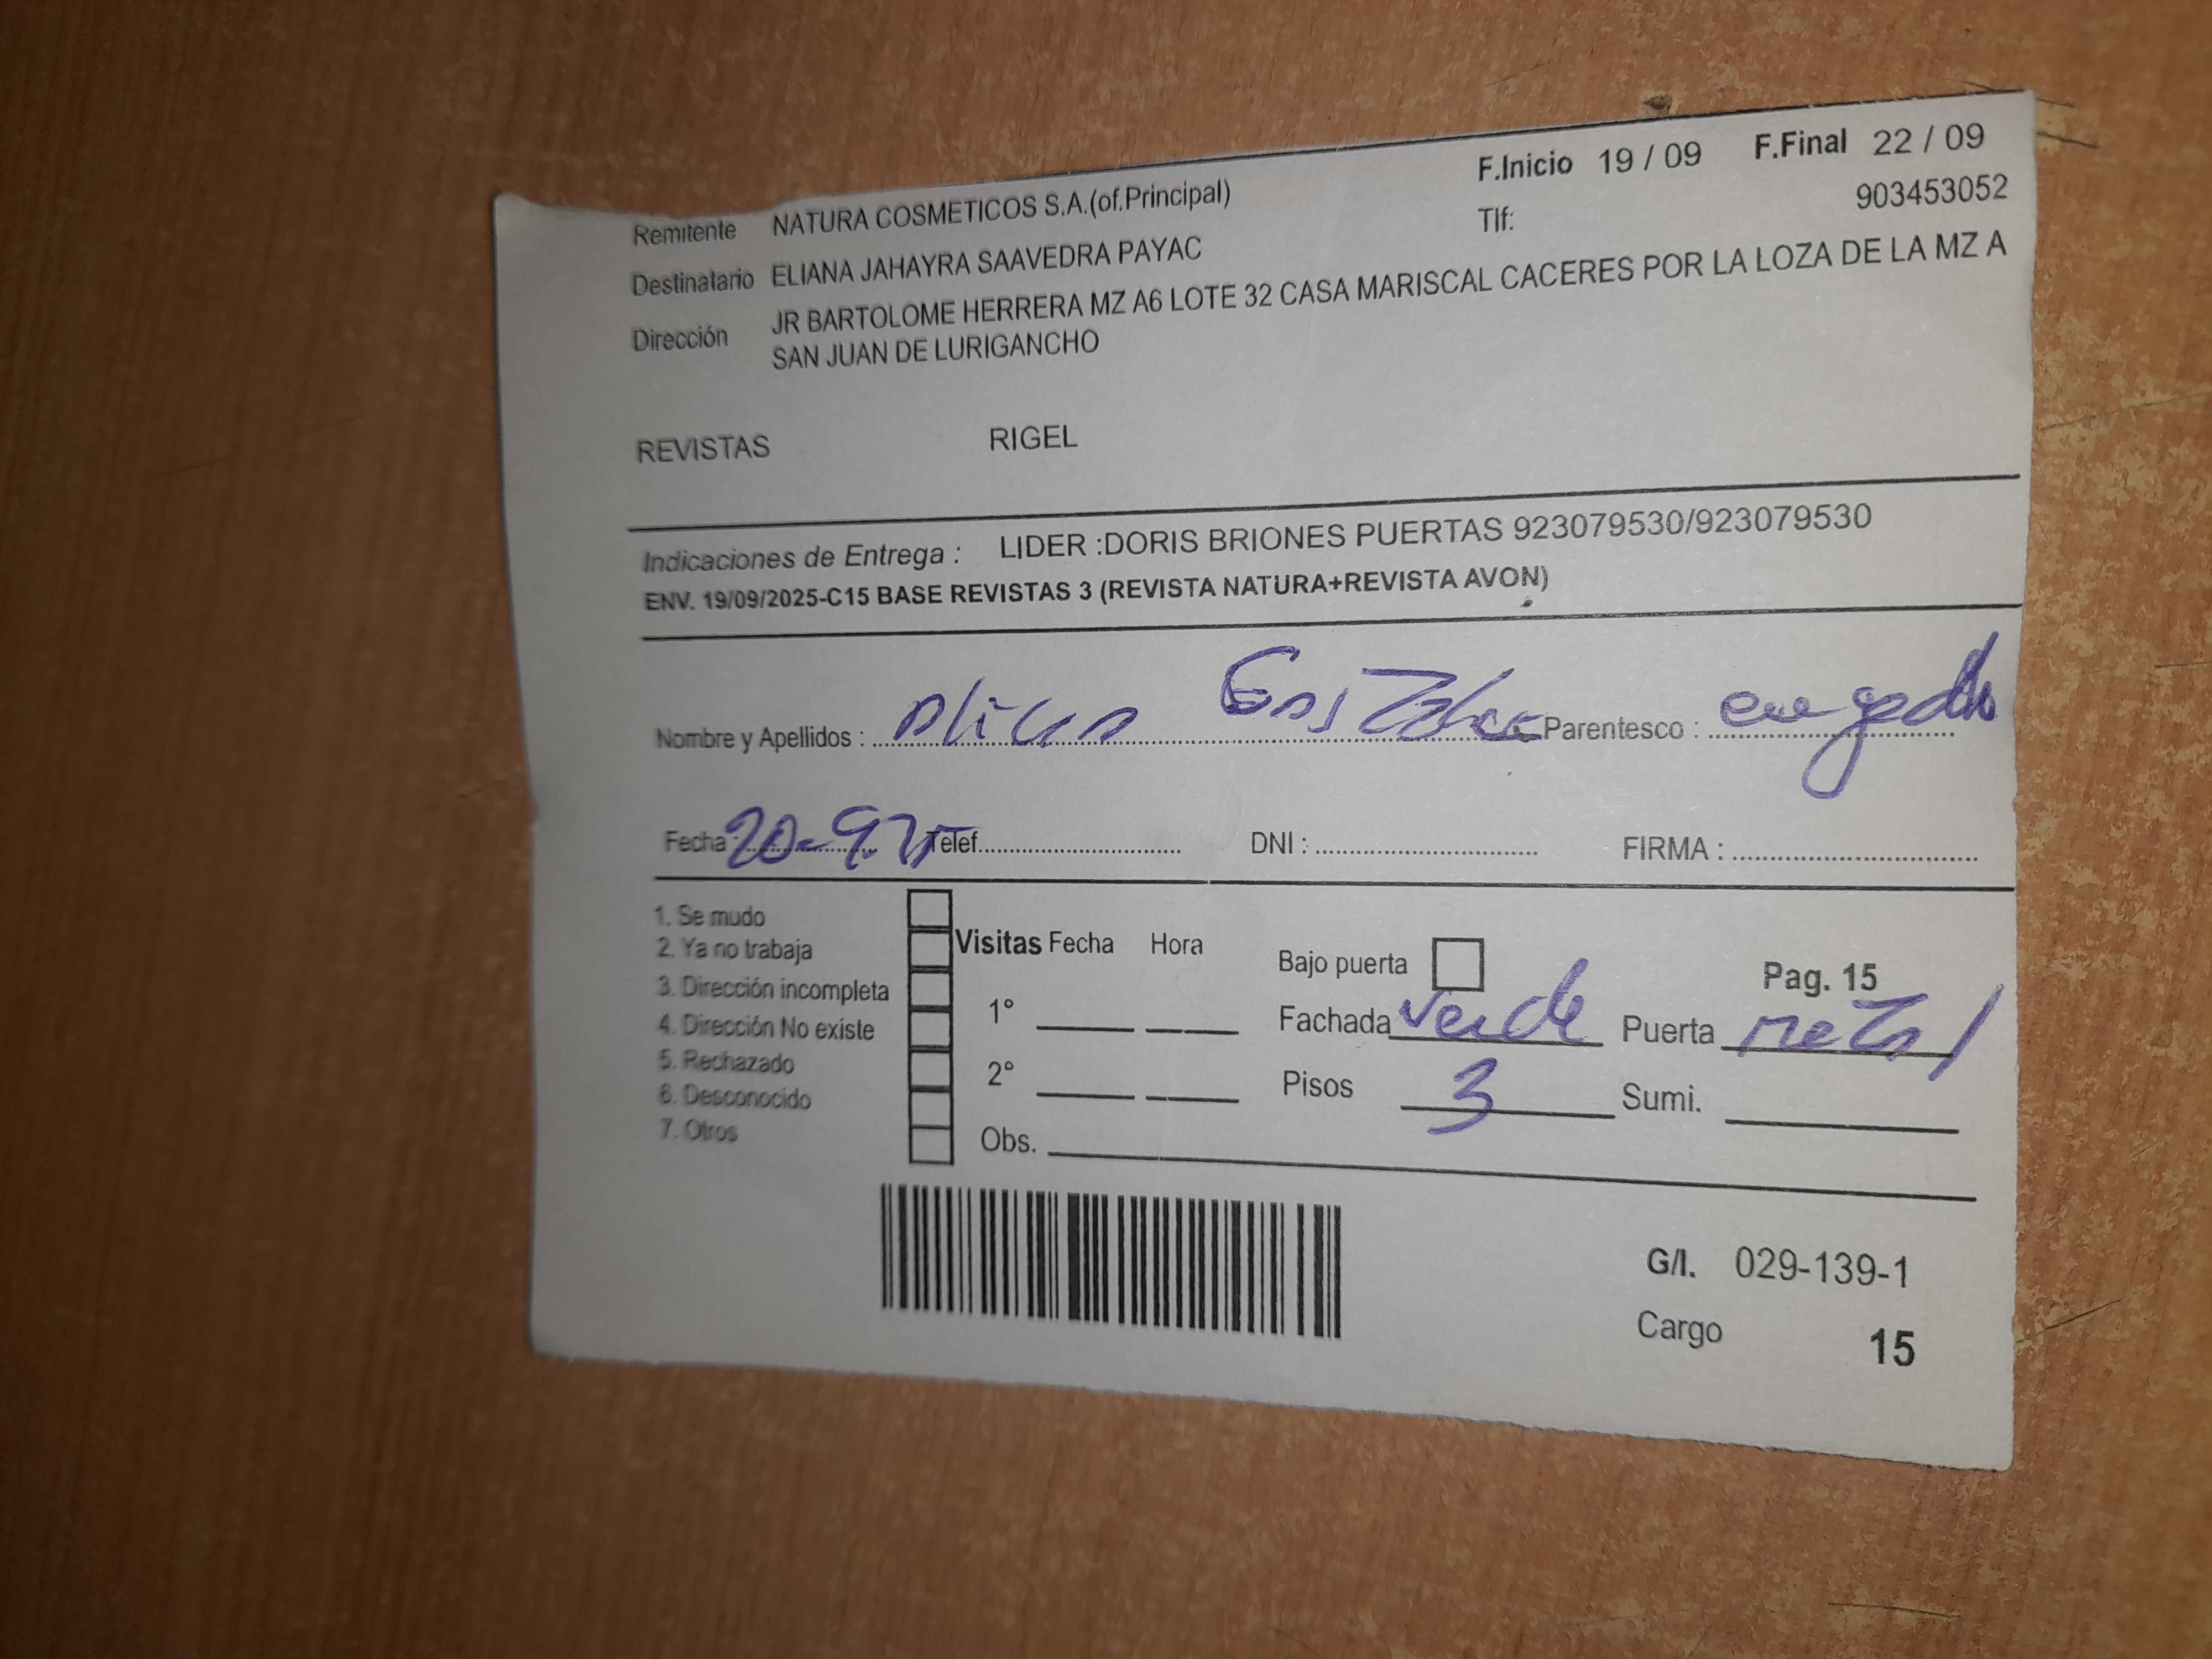 F.Inicio 19 / 09 F.Final 22 / 09
Remitente NATURA COSMETICOS S.A.(of.Principal) Tlf: 903453052
Destinatario ELIANA JAHAYRA SAAVEDRA PAYAC
Dirección JR BARTOLOME HERRERA MZ A6 LOTE 32 CASA MARISCAL CACERES POR LA LOZA DE LA MZ A
SAN JUAN DE LURIGANCHO
REVISTAS RIGEL
Indicaciones de Entrega : LIDER :DORIS BRIONES PUERTAS 923079530/923079530
ENV. 19/09/2025-C15 BASE REVISTAS 3 (REVISTA NATURA+REVISTA AVON)
Nombre y Apellidos : Parentesco :
Fecha : 20-9-25 Telef. DNI : FIRMA :
1. Se mudo
2. Ya no trabaja
3. Dirección incompleta
4. Dirección No existe
5. Rechazado
6. Desconocido
7. Otros
Visitas Fecha Hora
1°
2°
Obs.
Bajo puerta Pag. 15
Fachada verde Puerta metal
Pisos 3 Sumi.
G/I. 029-139-1
Cargo 15